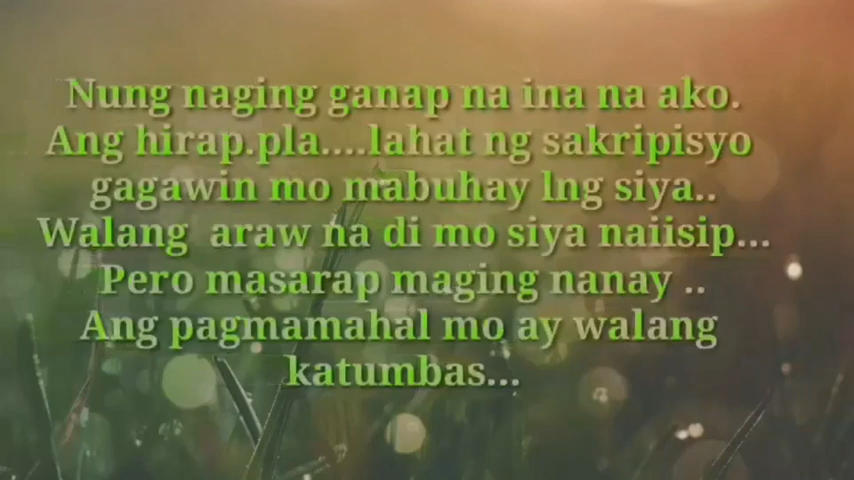 Nung naging ganap na ina na ako.
Ang hirap.pla....lahat ng sakripisyo
gagawin mo mabuhay lng siya..
Walang araw na di mo siya naiisip...
Pero masarap maging nanay ..
Ang pagmamahal mo ay walang
katumbas...